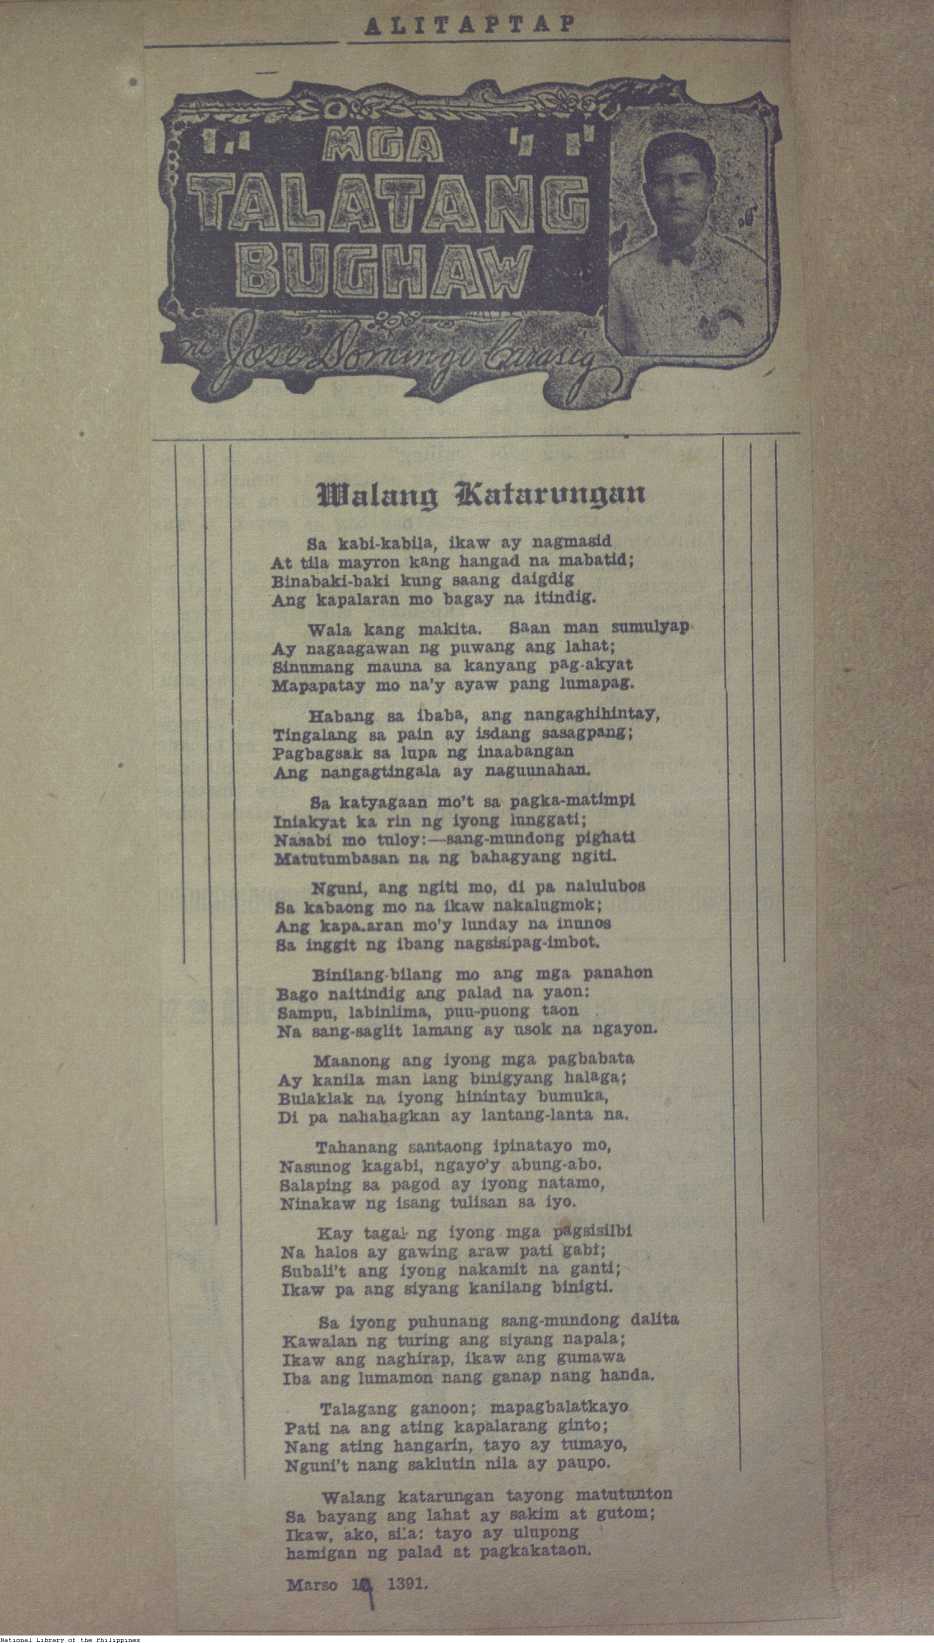 ALITAPTAP
MGA
TALATANG
BUGHAW
ni José Domingo Carasig
Walang Katarungan
Sa kabi-kabila, ikaw ay nagmasid
At tila mayron kang hangad na mabatid;
Binabaki-baki kung saang daigdig
Ang kapalaran mo bagay na itindig.
Wala kang makita. Saan man sumulyap
Ay nagaagawan ng puwang ang lahat;
Sinumang mauna sa kanyang pag-akyat
Mapapatay mo na'y ayaw pang lumapag.
Habang sa ibaba, ang nangaghihintay,
Tingalang sa pain ay isdang sasagpang;
Pagbagsak sa lupa ng inaabangan
Ang nangagtingala ay naguunahan.
Sa katyagaan mo't sa pagka-matimpi
Iniakyat ka rin ng iyong lunggati;
Nasabi mo tuloy:—sang-mundong pighati
Matutumbasan na ng bahagyang ngiti.
Nguni, ang ngiti mo, di pa nalulubos
Sa kabaong mo na ikaw nakalugmok;
Ang kapa.aran mo'y lunday na inunos
Sa inggit ng ibang nagsisipag-imbot.
Binilang-bilang mo ang mga panahon
Bago naitindig ang palad na yaon:
Sampu, labinlima, puu-puong taon
Na sang-saglit lamang ay usok na ngayon.
Maanong ang iyong mga pagbabata
Ay kanila man lang binigyang halaga;
Bulaklak na iyong hinintay bumuka,
Di pa nahahagkan ay lantang-lanta na.
Tahanang santaong ipinatayo mo,
Nasunog kagabi, ngayo'y abung-abo.
Salaping sa pagod ay iyong natamo,
Ninakaw ng isang tulisan sa iyo.
Kay tagal ng iyong mga pagsisilbi
Na halos ay gawing araw pati gabi;
Subali't ang iyong nakamit na ganti;
Ikaw pa ang siyang kanilang binigti.
Sa iyong puhunang sang-mundong dalita
Kawalan ng turing ang siyang napala;
Ikaw ang naghirap, ikaw ang gumawa
Iba ang lumamon nang ganap nang handa.
Talagang ganoon; mapagbalatkayo
Pati na ang ating kapalarang ginto;
Nang ating hangarin, tayo ay tumayo,
Nguni't nang saklutin nila ay paupo.
Walang katarungan tayong matutunton
Sa bayang ang lahat ay sakim at gutom;
Ikaw, ako, sila: tayo ay ulupong
hamigan ng palad at pagkakataon.
Marso 1391.
National Library of the Philippines